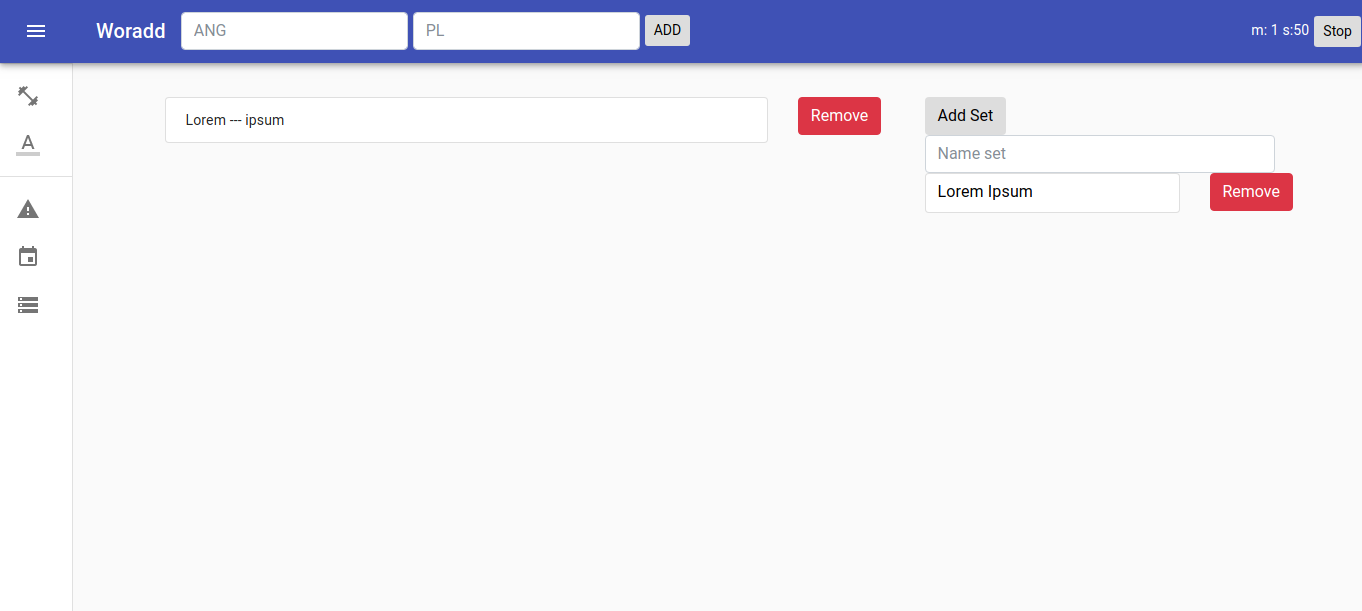 Woradd ANG PL ADD m: 1 s:50 Stop
A
Lorem --- ipsum Remove
Add Set
Name set
Lorem Ipsum Remove